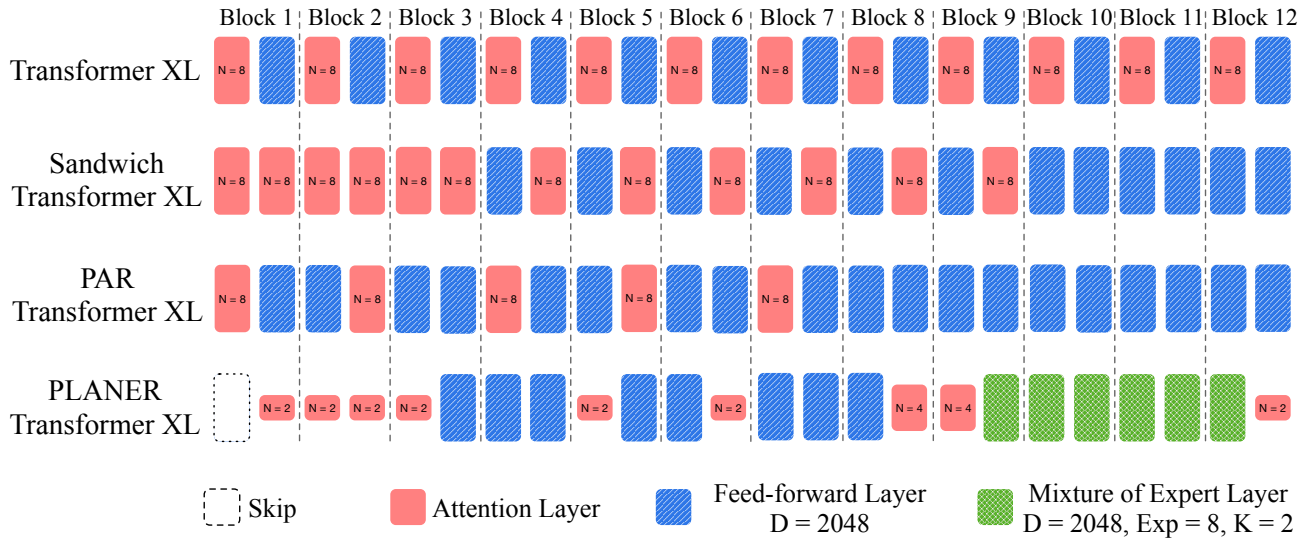 Block 1 Block 2 Block 3 Block 4 Block 5 Block 6 Block 7 Block 8 Block 9 Block 10 Block 11 Block 12
Transformer XL
N = 8 N = 8 N = 8 N = 8 N = 8 N = 8 N = 8 N = 8 N = 8 N = 8 N = 8 N = 8
Sandwich
Transformer XL
N = 8 N = 8 N = 8 N = 8 N = 8 N = 8 N = 8 N = 8 N = 8 N = 8 N = 8 N = 8
PAR
Transformer XL
N = 8 N = 8 N = 8 N = 8 N = 8
PLANER
Transformer XL
N = 2 N = 2 N = 2 N = 2 N = 2 N = 2 N = 4 N = 4 N = 2
Skip
Attention Layer
Feed-forward Layer
D = 2048
Mixture of Expert Layer
D = 2048, Exp = 8, K = 2